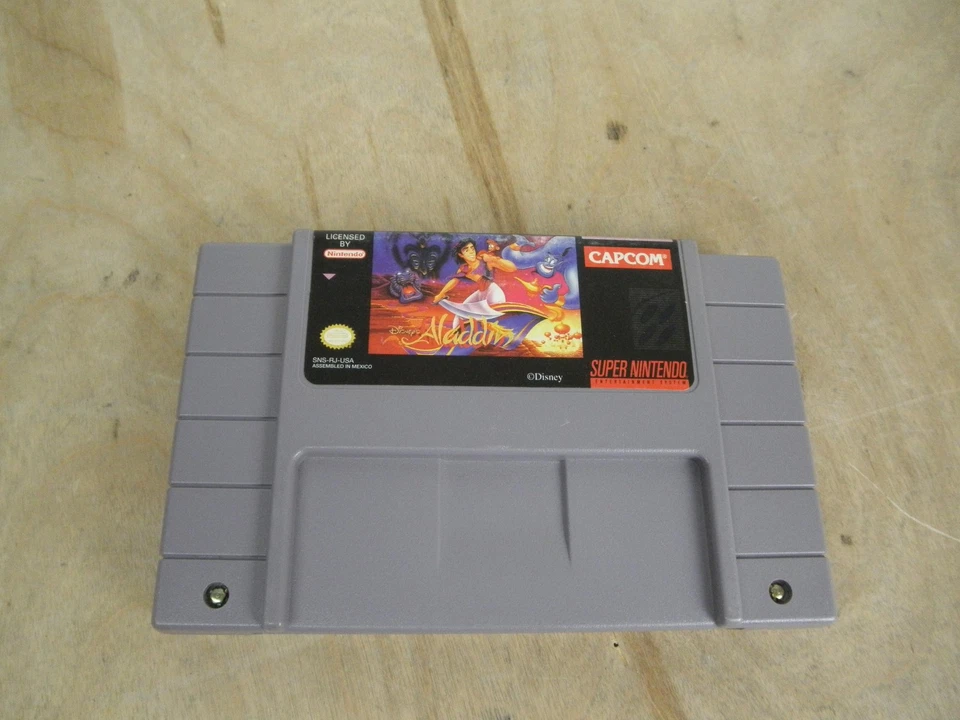 LICENSED
BY
Nintendo
CAPCOM®
Disney's
Aladdin
SNS-RJ-USA
ASSEMBLED IN MEXICO
©Disney
SUPER NINTENDO
ENTERTAINMENT SYSTEM